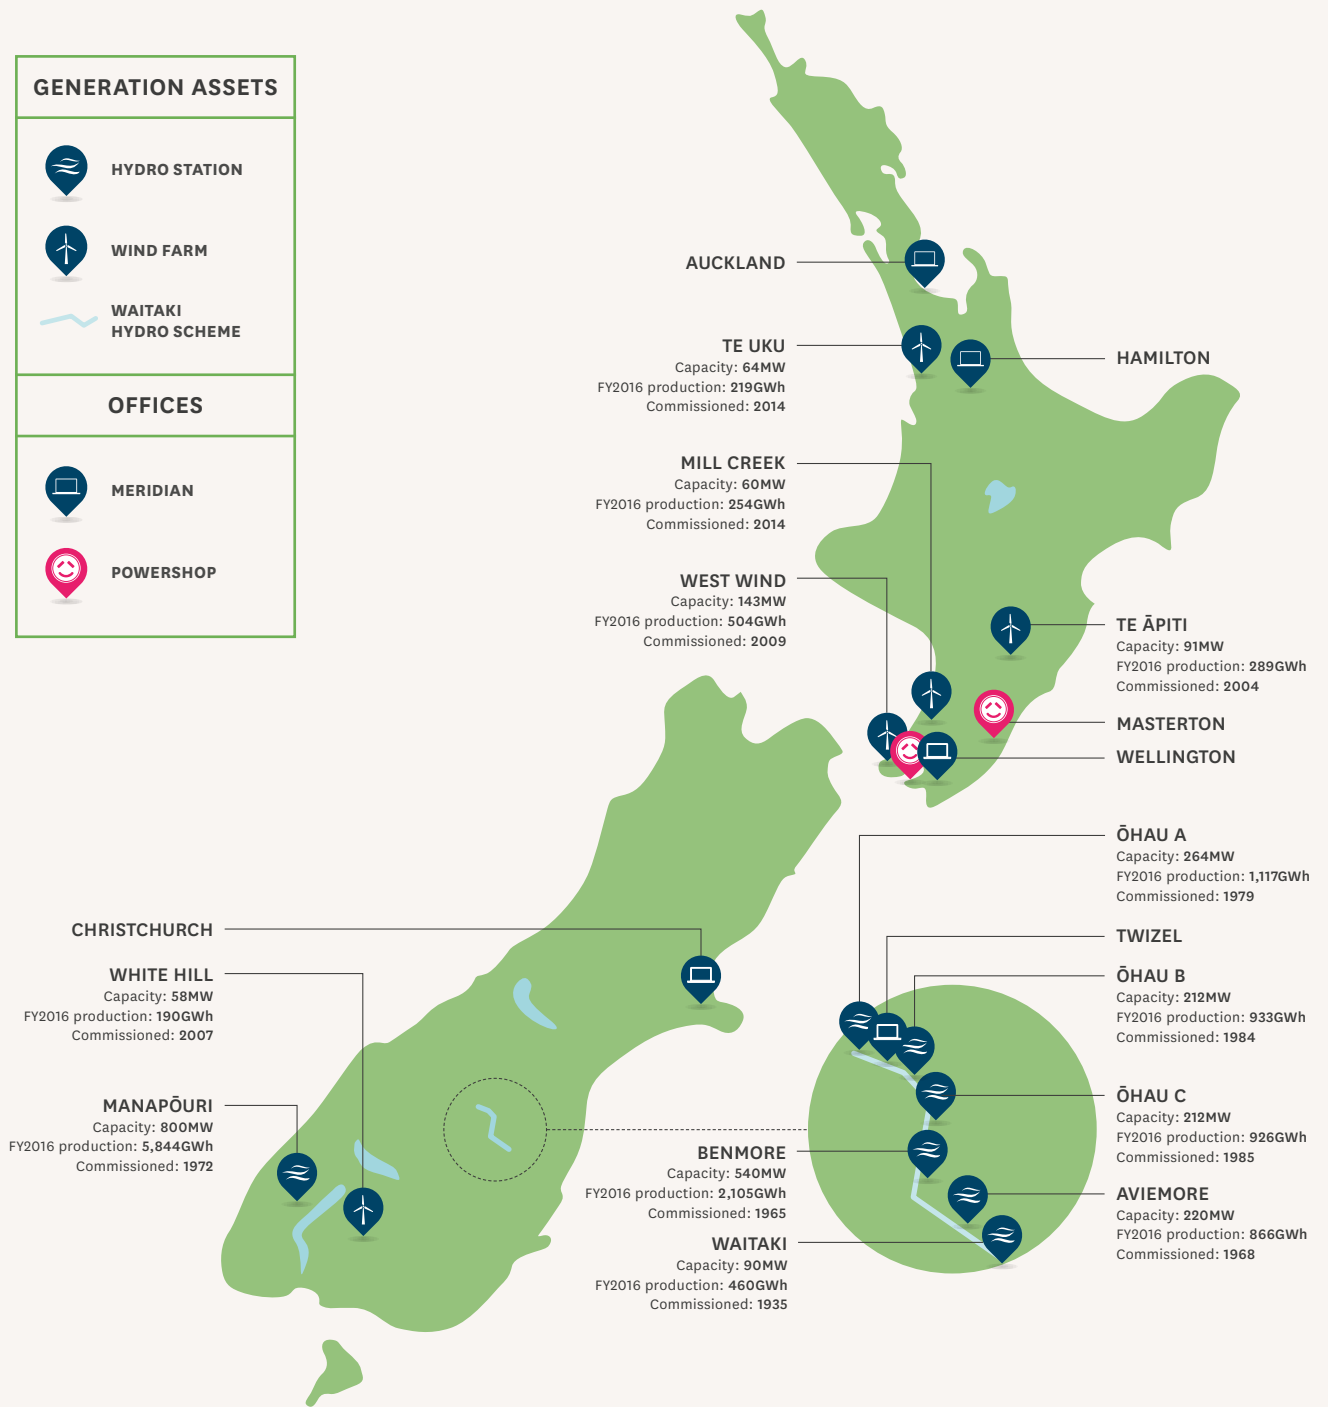 GENERATION ASSETS
HYDRO STATION
WIND FARM
WAITAKI
HYDRO SCHEME
OFFICES
MERIDIAN
POWERSHOP
AUCKLAND
TE UKU
Capacity: 64MW
FY2016 production: 219GWh
Commissioned: 2014
HAMILTON
MILL CREEK
Capacity: 60MW
FY2016 production: 254GWh
Commissioned: 2014
WEST WIND
Capacity: 143MW
FY2016 production: 504GWh
Commissioned: 2009
TE ĀPITI
Capacity: 91MW
FY2016 production: 289GWh
Commissioned: 2004
MASTERTON
WELLINGTON
ŌHAU A
Capacity: 264MW
FY2016 production: 1,117GWh
Commissioned: 1979
TWIZEL
ŌHAU B
Capacity: 212MW
FY2016 production: 933GWh
Commissioned: 1984
ŌHAU C
Capacity: 212MW
FY2016 production: 926GWh
Commissioned: 1985
AVIEMORE
Capacity: 220MW
FY2016 production: 866GWh
Commissioned: 1968
CHRISTCHURCH
WHITE HILL
Capacity: 58MW
FY2016 production: 190GWh
Commissioned: 2007
MANAPŌURI
Capacity: 800MW
FY2016 production: 5,844GWh
Commissioned: 1972
BENMORE
Capacity: 540MW
FY2016 production: 2,105GWh
Commissioned: 1965
WAITAKI
Capacity: 90MW
FY2016 production: 460GWh
Commissioned: 1935